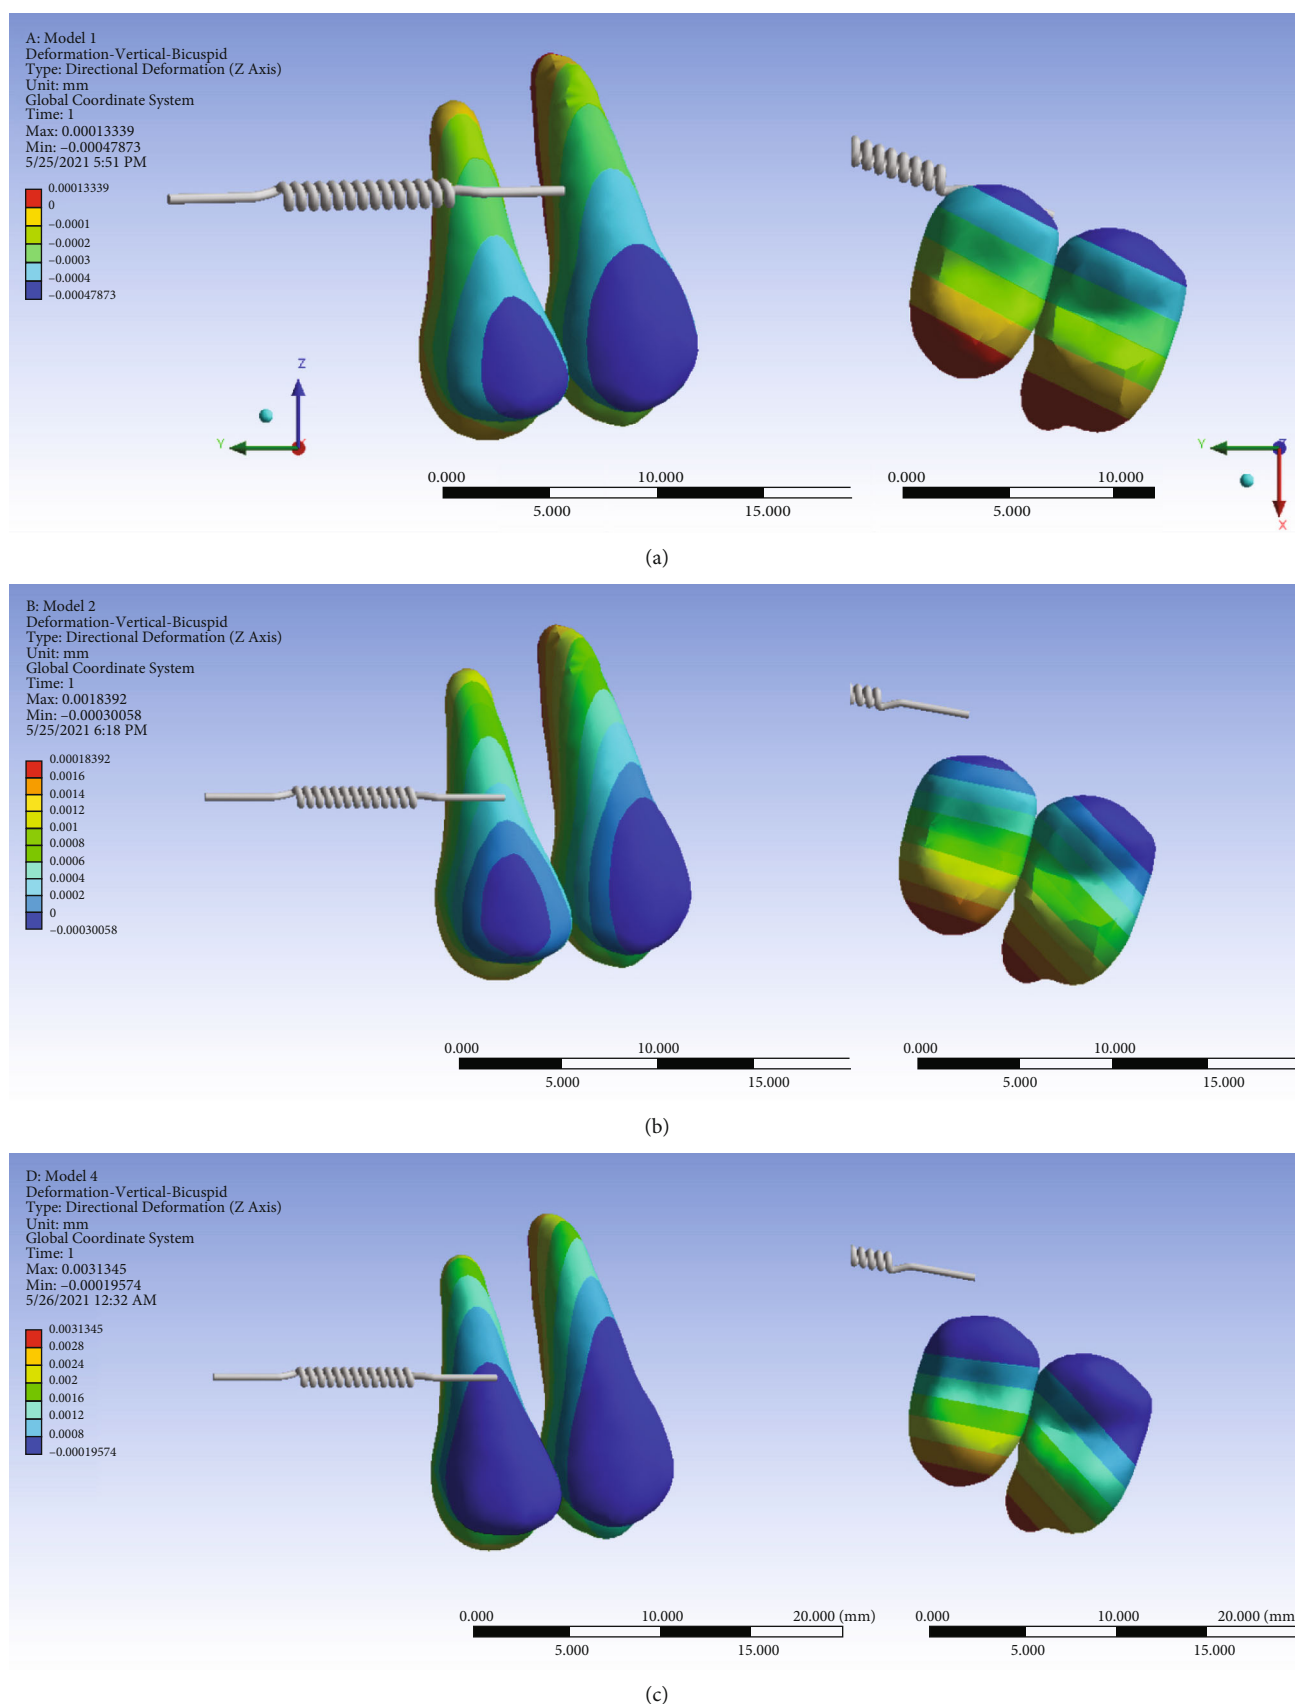 A: Model 1
Deformation-Vertical-Bicuspid
Type: Directional Deformation (Z Axis)
Unit: mm
Global Coordinate System
Time: 1
Max: 0.00013339
Min: −0.00047873
5/25/2021 5:51 PM
0.00013339
0
−0.0001
−0.0002
−0.0003
−0.0004
−0.00047873
Z
Y
0.000 10.000
5.000 15.000
0.000 10.000
5.000
Y Z
X
(a)
B: Model 2
Deformation-Vertical-Bicuspid
Type: Directional Deformation (Z Axis)
Unit: mm
Global Coordinate System
Time: 1
Max: 0.0018392
Min: −0.00030058
5/25/2021 6:18 PM
0.00018392
0.0016
0.0014
0.0012
0.001
0.0008
0.0006
0.0004
0.0002
0
−0.00030058
0.000 10.000
5.000 15.000
0.000 10.000
5.000 15.000
(b)
D: Model 4
Deformation-Vertical-Bicuspid
Type: Directional Deformation (Z Axis)
Unit: mm
Global Coordinate System
Time: 1
Max: 0.0031345
Min: −0.00019574
5/26/2021 12:32 AM
0.0031345
0.0028
0.0024
0.002
0.0016
0.0012
0.0008
−0.00019574
0.000 10.000 20.000 (mm)
5.000 15.000
0.000 10.000 20.000 (mm
5.000 15.000
(c)